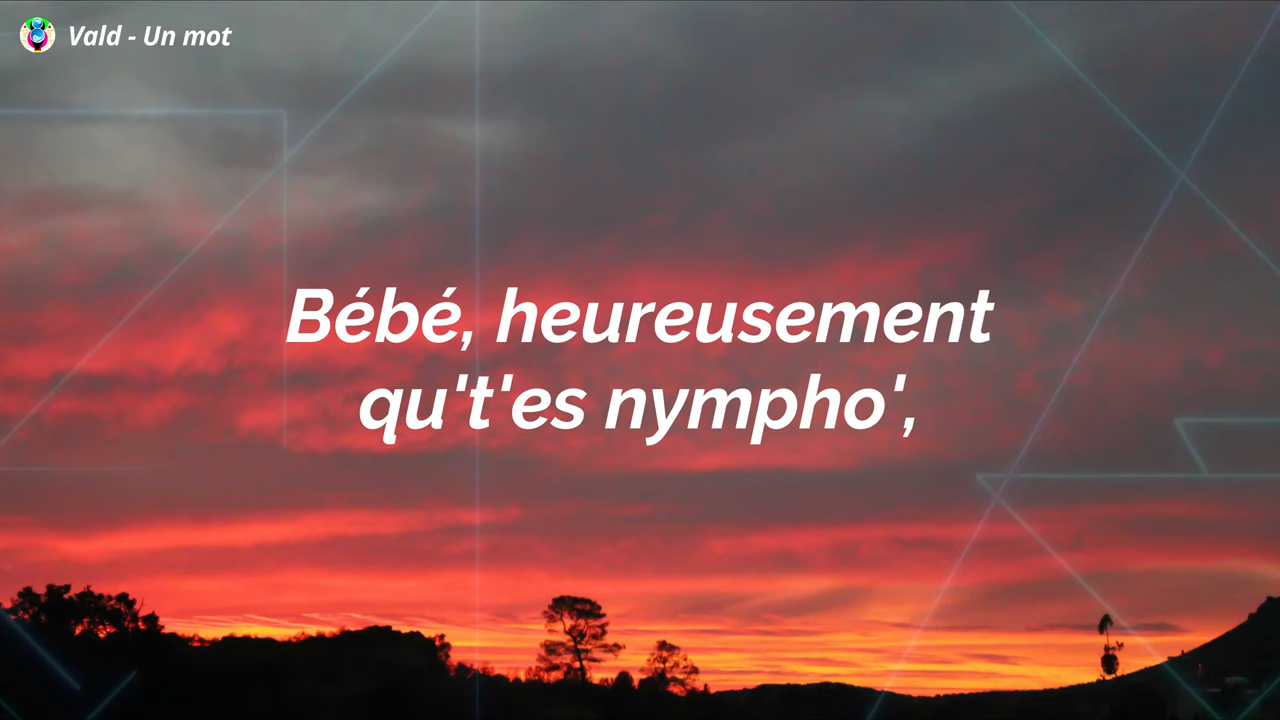 Vald - Un mot
Bébé, heureusement
qu't'es nympho',